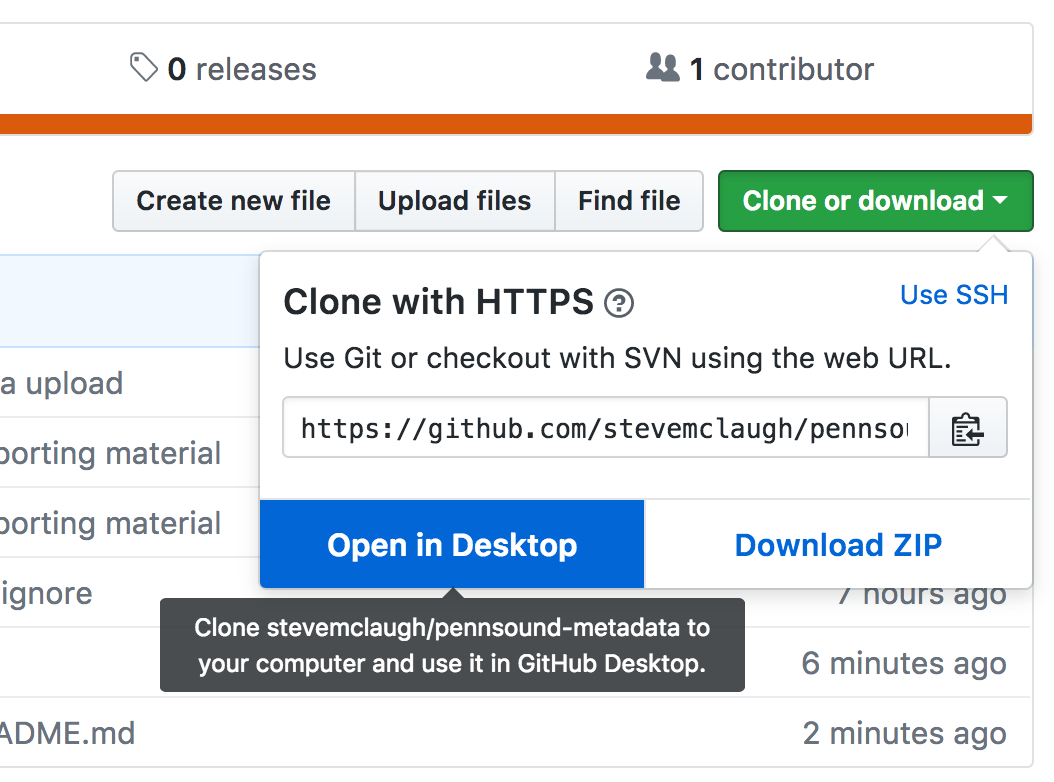 0 releases
1 contributor
Create new file
Upload files
Find file
Clone or download
Clone with HTTPS
Use SSH
Use Git or checkout with SVN using the web URL.
https://github.com/stevemclaugh/pennsou
a upload
porting material
porting material
ignore
Open in Desktop
Download ZIP
7 hours ago
Clone stevemclaugh/pennsound-metadata to
your computer and use it in GitHub Desktop.
6 minutes ago
ADME.md
2 minutes ago